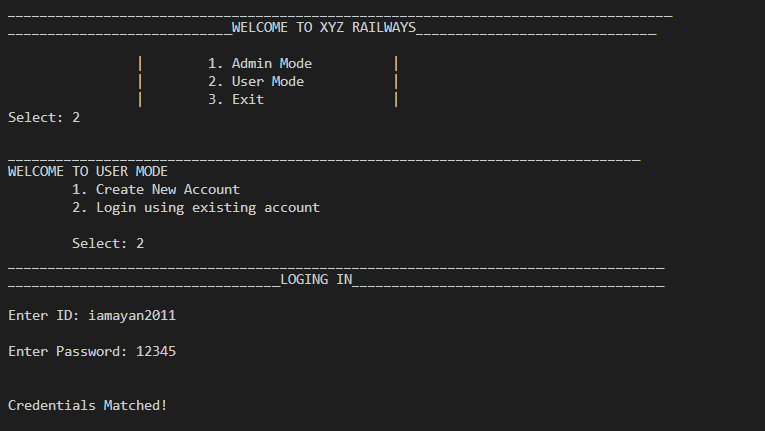 WELCOME TO XYZ RAILWAYS
| 1. Admin Mode |
| 2. User Mode |
| 3. Exit |
Select: 2
WELCOME TO USER MODE
1. Create New Account
2. Login using existing account
Select: 2
LOGING IN
Enter ID: iamayan2011
Enter Password: 12345
Credentials Matched!